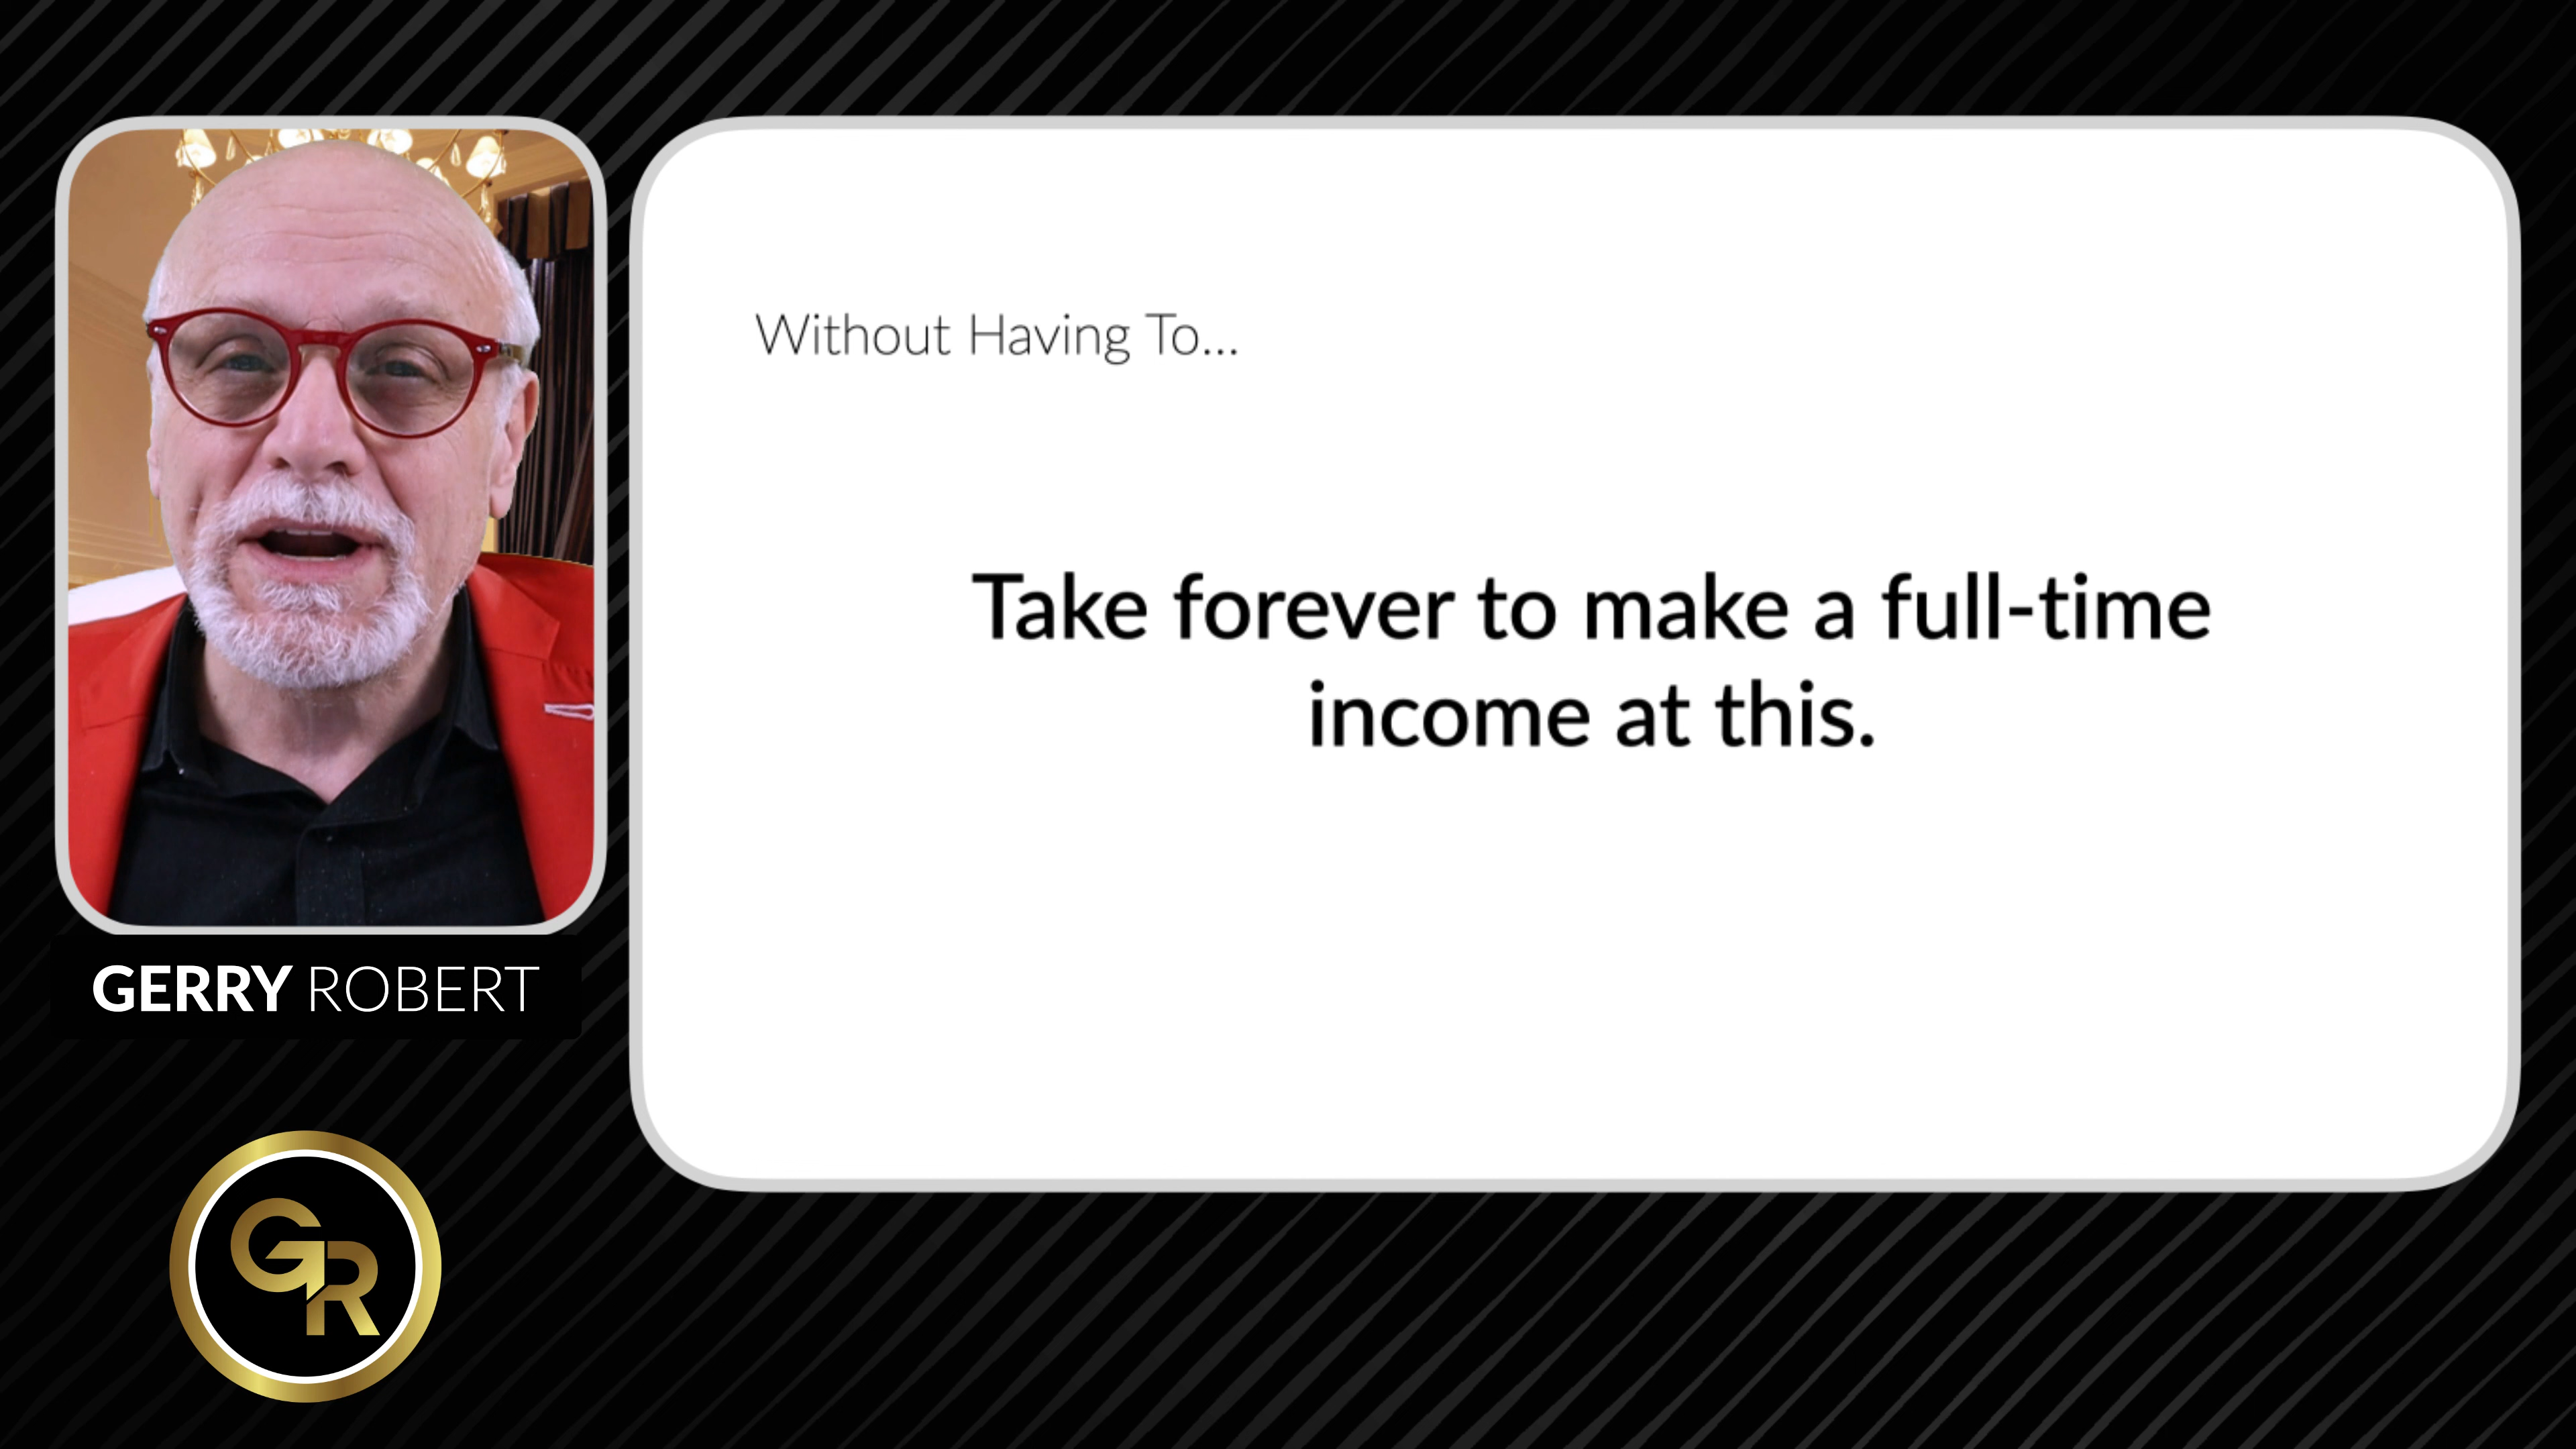 Without Having To...
Take forever to make a full-time
income at this.
GERRY ROBERT
GR